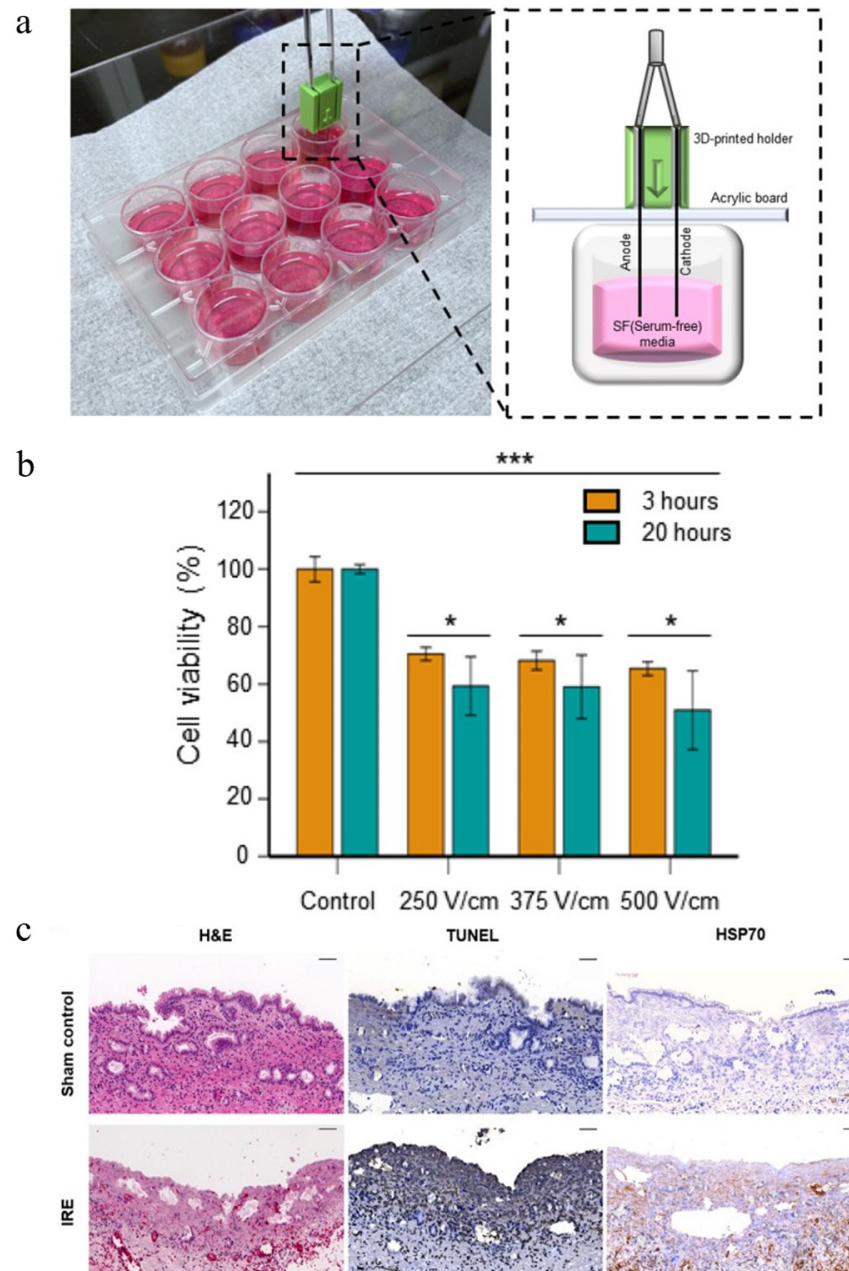 a
3D-printed holder
Acrylic board
Anode
Cathode
SF(Serum-free)
media
b
***
3 hours
20 hours
120
100
80
60
40
20
0
Cell viability (%)
*
*
*
Control
250 V/cm
375 V/cm
500 V/cm
c
H&E
TUNEL
HSP70
Sham control
IRE